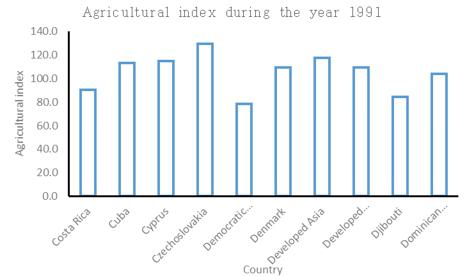 Agricultural index during the year 1991
140.0
120.0
100.0
80.0
60.0
40.0
20.0
0.0
Agricultural index
Costa Rica
Cuba
Cyprus
Czechoslovakia
Democratic...
Denmark
Developed Asia
Developed...
Djibouti
Dominican...
Country